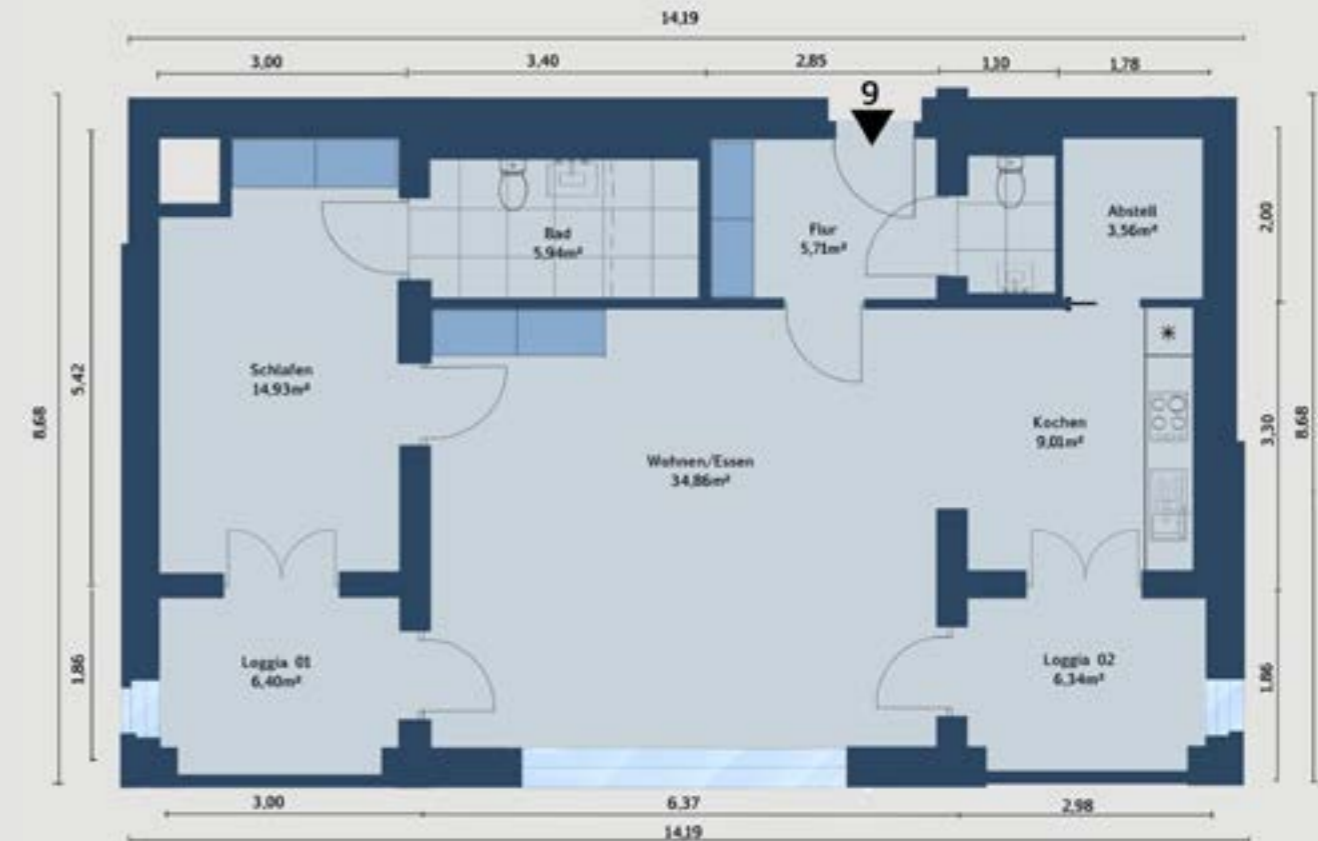 14,19
3,00 3,40 2,85 1,10 1,78
9
Bad
5,94m²
Flur
5,71m²
Abstell
3,56m²
2,00
5,42
8,68
Schlafen
14,93m²
Wohnen/Essen
34,86m²
Kochen
9,01m²
3,30
8,68
Loggia 01
6,40m²
Loggia 02
6,34m²
1,86
1,86
3,00 6,37 2,98
14,19